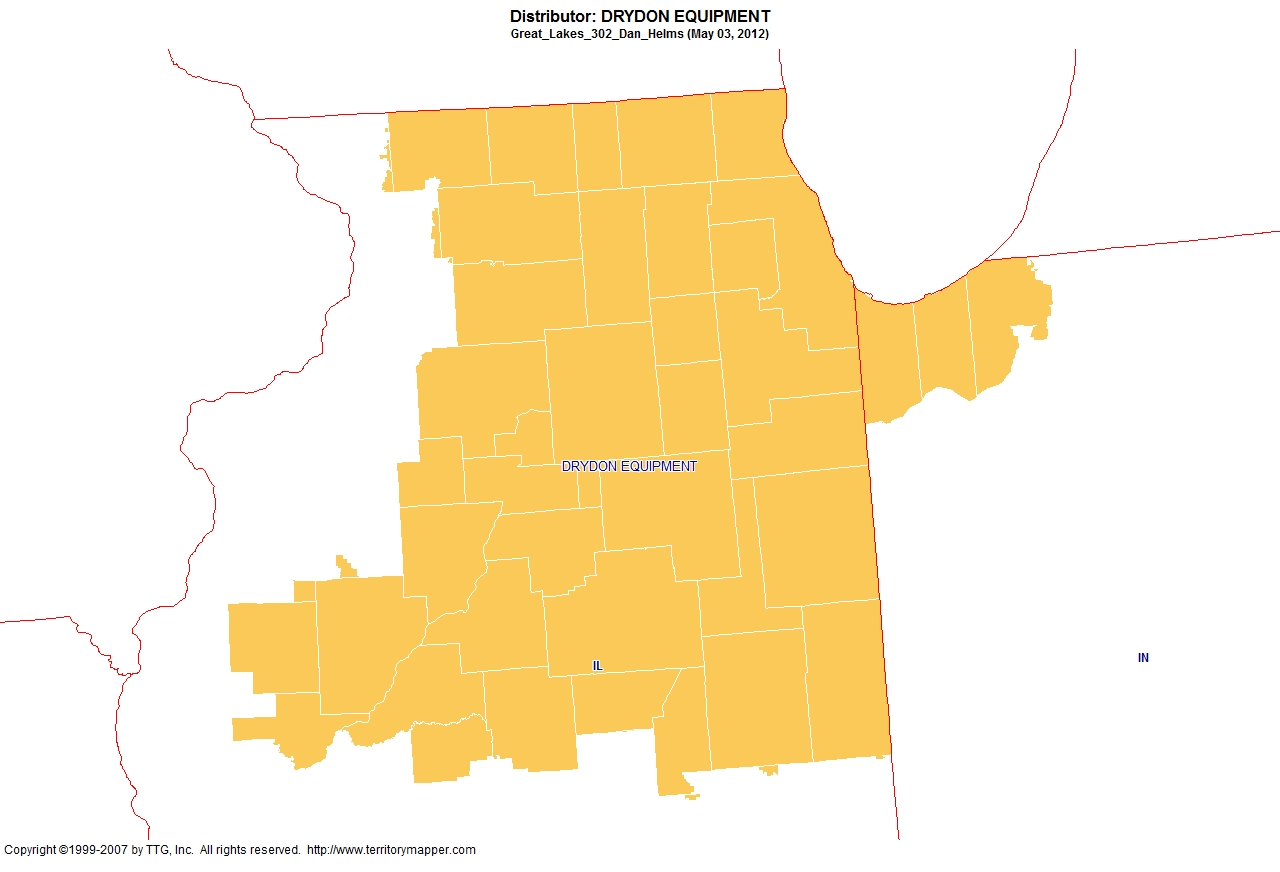 Distributor: DRYDON EQUIPMENT
Great_Lakes_302_Dan_Helms (May 03, 2012)
DRYDON EQUIPMENT
IL
IN
Copyright ©1999-2007 by TTG, Inc. All rights reserved. http://www.territorymapper.com